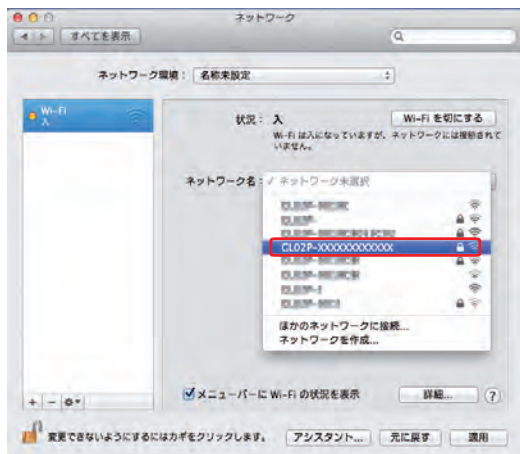 ネットワーク
すべてを表示
ネットワーク環境： 名称未設定
Wi-Fi
入
状況： 入
Wi-Fi を切にする
Wi-Fi は入になっていますが、ネットワークには接続されて
いません。
ネットワーク名： ✓ ネットワーク未選択
CL02P-XXXXXXXXXXXX
ほかのネットワークに接続...
ネットワークを作成...
メニューバーに Wi-Fi の状況を表示
詳細...
?
変更できないようにするにはカギをクリックします。
アシスタント...
元に戻す
適用